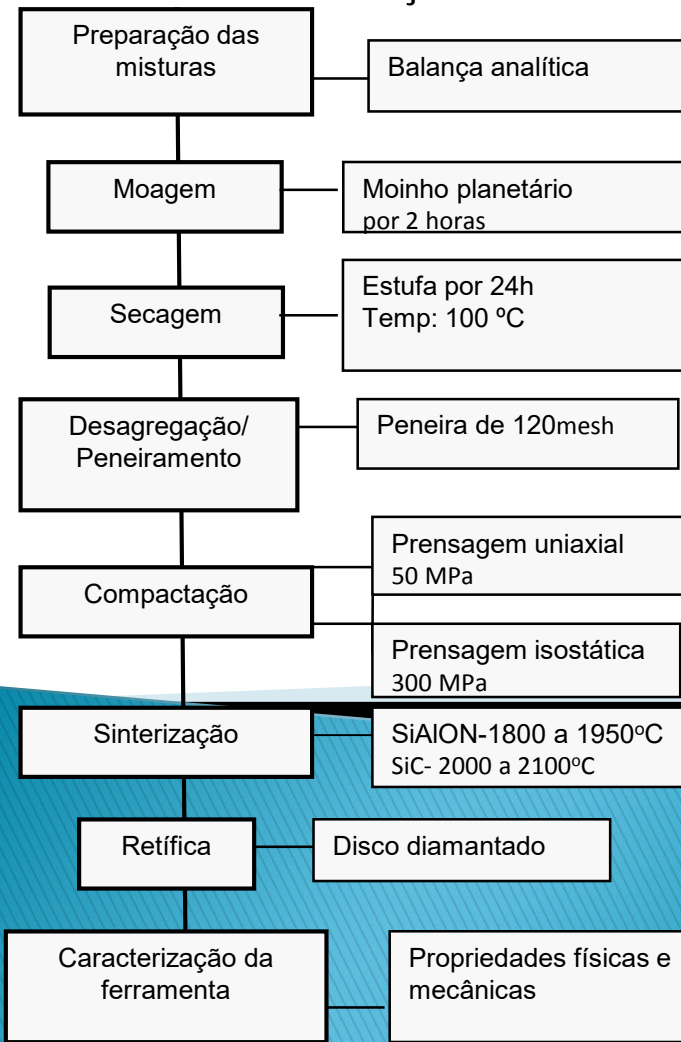 Preparação das
misturas
Balança analítica
Moagem
Moinho planetário
por 2 horas
Secagem
Estufa por 24h
Temp: 100 ºC
Desagregação/
Peneiramento
Peneira de 120mesh
Compactação
Prensagem uniaxial
50 MPa
Prensagem isostática
300 MPa
Sinterização
SiAlON-1800 a 1950ºC
SiC- 2000 a 2100ºC
Retífica
Disco diamantado
Caracterização da
ferramenta
Propriedades físicas e
mecânicas